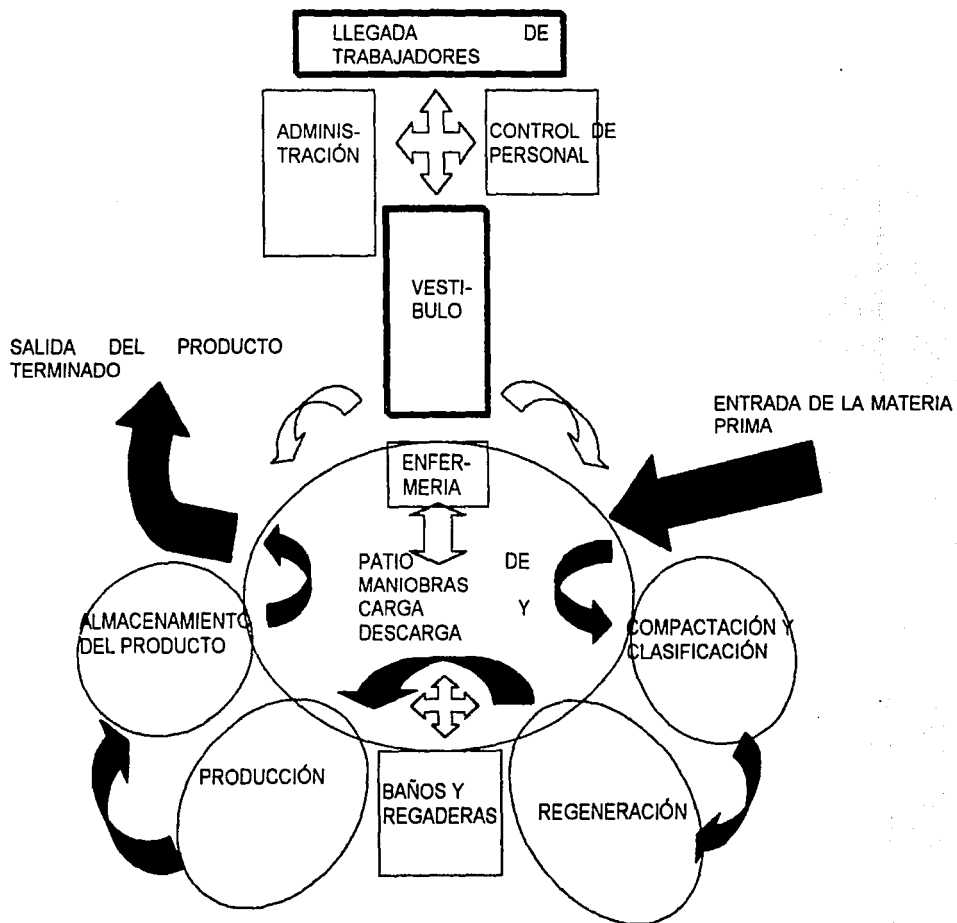 LLEGADA DE
TRABAJADORES
ADMINIS-
TRACIÓN
CONTROL DE
PERSONAL
VESTI-
BULO
SALIDA DEL PRODUCTO
TERMINADO
ENTRADA DE LA MATERIA
PRIMA
ENFER-
MERIA
PATIO DE
MANIOBRAS
CARGA Y
DESCARGA
ALMACENAMIENTO
DEL PRODUCTO
COMPACTACIÓN Y
CLASIFICACIÓN
PRODUCCIÓN
BAÑOS Y
REGADERAS
REGENERACIÓN